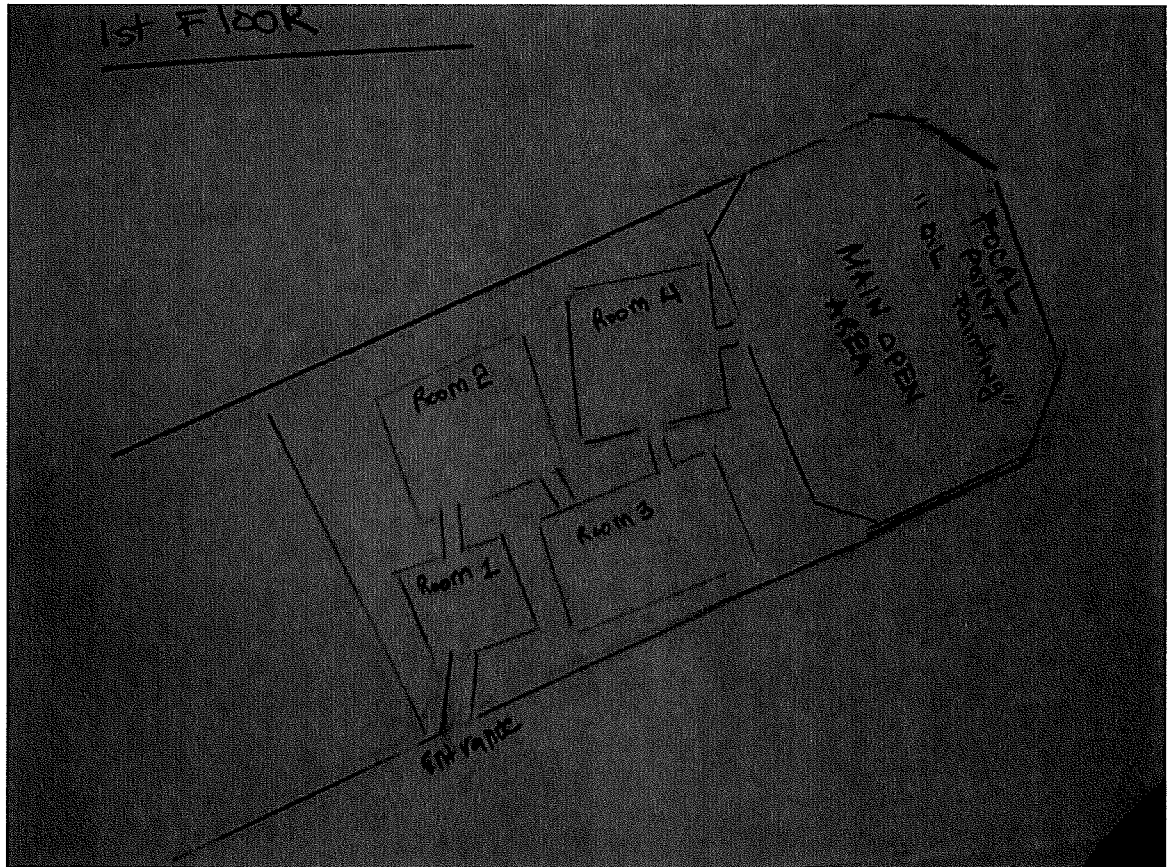 1st FlOOR
Room 4
Room 2
Room 3
Room 1
Entrance
MAIN OPEN
AREA
FOCAL
POINT
"OIL Painting"